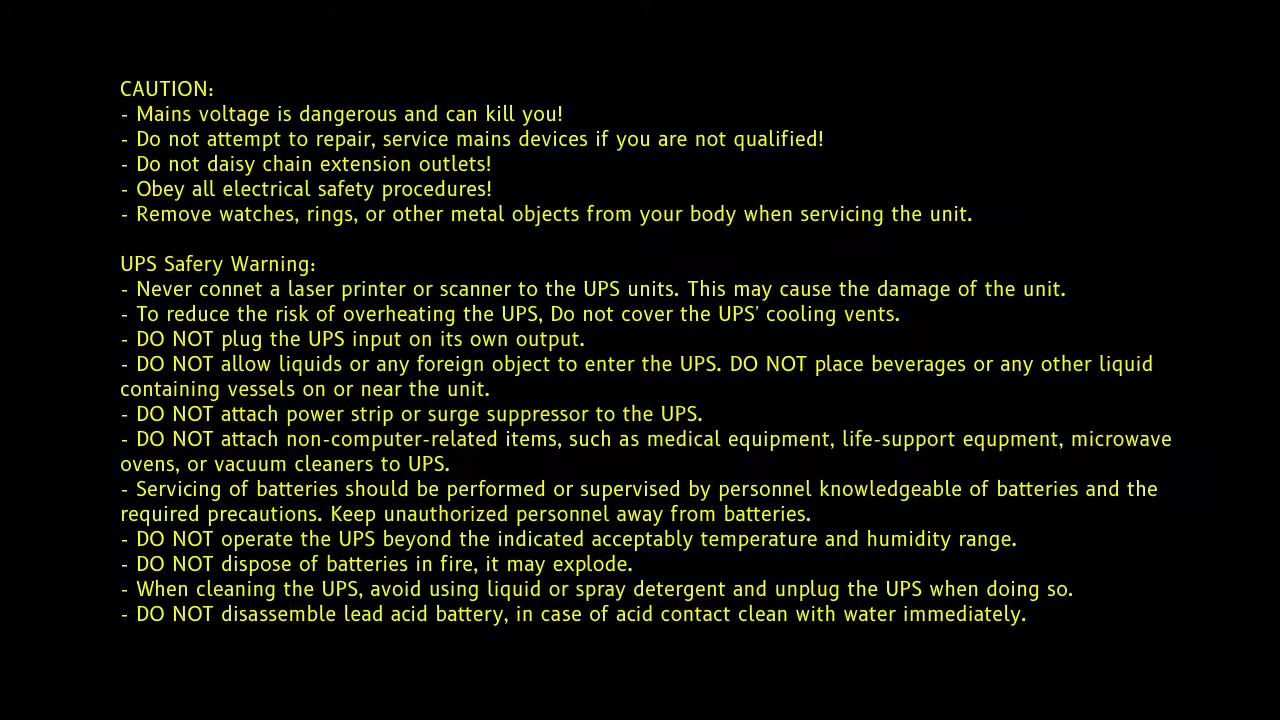 CAUTION:
- Mains voltage is dangerous and can kill you!
- Do not attempt to repair, service mains devices if you are not qualified!
- Do not daisy chain extension outlets!
- Obey all electrical safety procedures!
- Remove watches, rings, or other metal objects from your body when servicing the unit.
UPS Safery Warning:
- Never connet a laser printer or scanner to the UPS units. This may cause the damage of the unit.
- To reduce the risk of overheating the UPS, Do not cover the UPS' cooling vents.
- DO NOT plug the UPS input on its own output.
- DO NOT allow liquids or any foreign object to enter the UPS. DO NOT place beverages or any other liquid
containing vessels on or near the unit.
- DO NOT attach power strip or surge suppressor to the UPS.
- DO NOT attach non-computer-related items, such as medical equipment, life-support equpment, microwave
ovens, or vacuum cleaners to UPS.
- Servicing of batteries should be performed or supervised by personnel knowledgeable of batteries and the
required precautions. Keep unauthorized personnel away from batteries.
- DO NOT operate the UPS beyond the indicated acceptably temperature and humidity range.
- DO NOT dispose of batteries in fire, it may explode.
- When cleaning the UPS, avoid using liquid or spray detergent and unplug the UPS when doing so.
- DO NOT disassemble lead acid battery, in case of acid contact clean with water immediately.